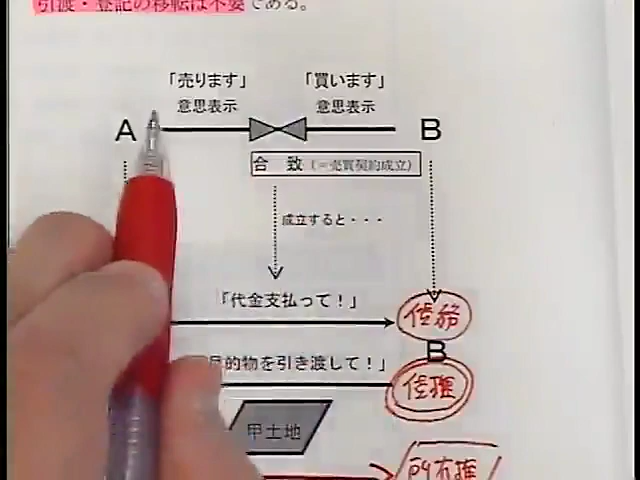 引渡・登記の移転は不要である。
「売ります」 「買います」
意思表示 意思表示
A B
合 致（＝売買契約成立）
成立すると・・・
「代金支払って！」 債務
B
的物を引き渡して！」 債権
甲土地
所有権